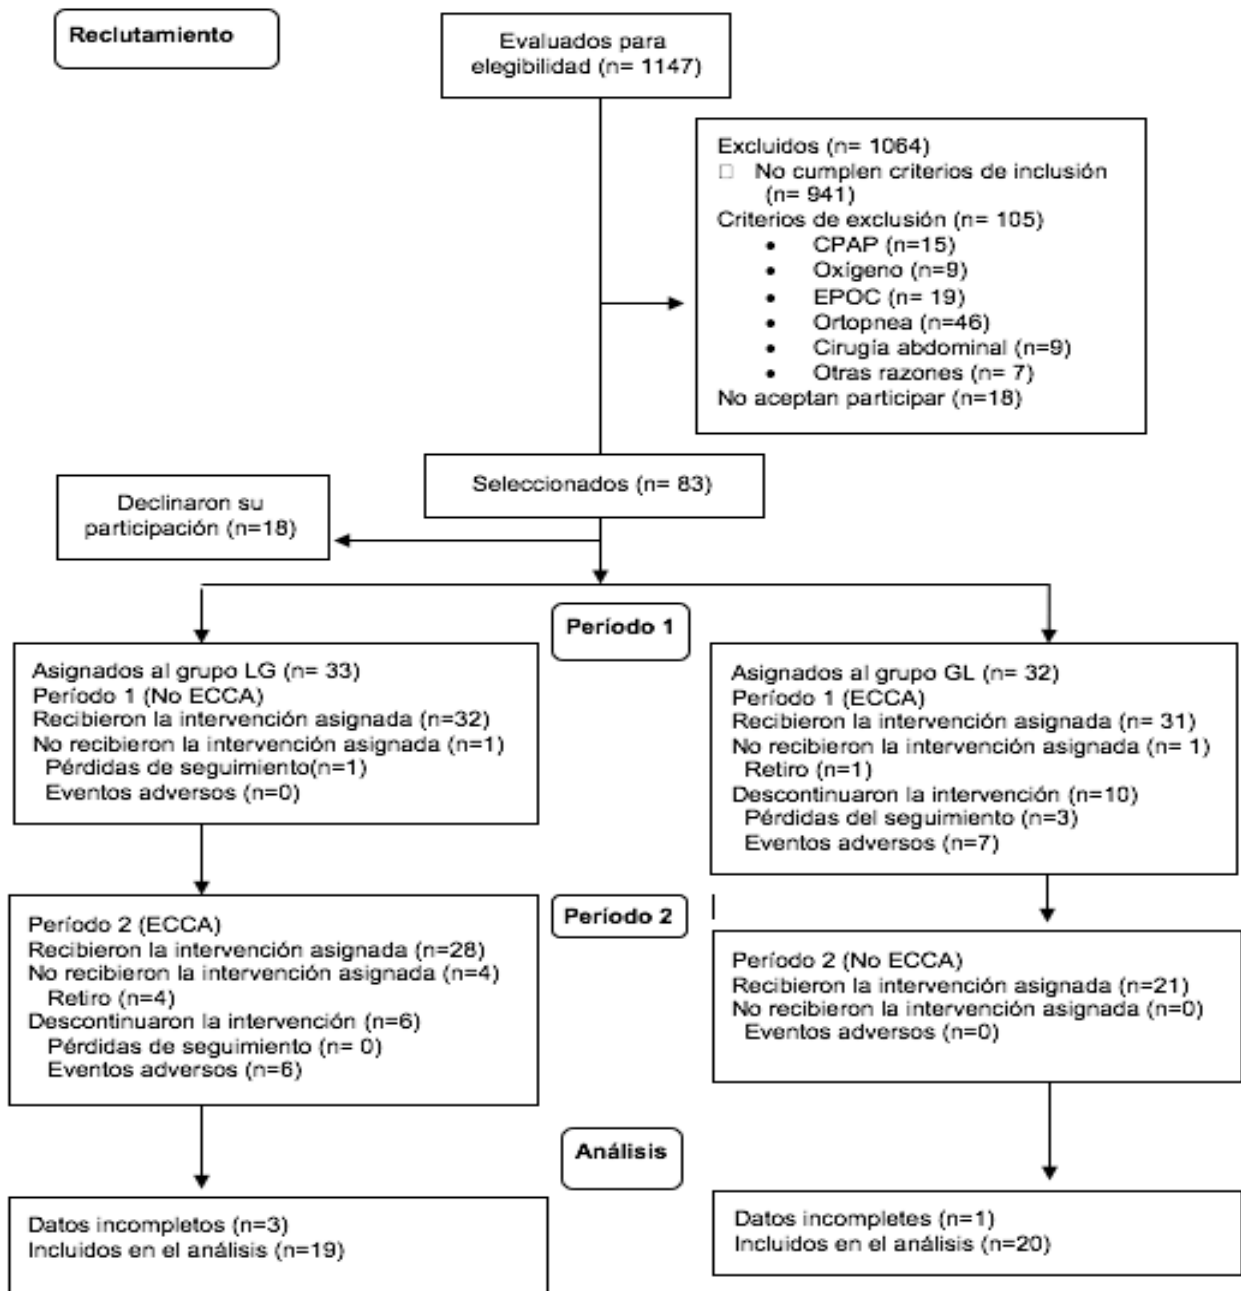 Reclutamiento
Evaluados para
elegibilidad (n= 1147)
Excluidos (n= 1064)
□ No cumplen criterios de inclusión
(n= 941)
Criterios de exclusión (n= 105)
• CPAP (n=15)
• Oxígeno (n=9)
• EPOC (n= 19)
• Ortopnea (n=46)
• Cirugía abdominal (n=9)
• Otras razones (n= 7)
No aceptan participar (n=18)
Seleccionados (n= 83)
Declinaron su
participación (n=18)
Período 1
Asignados al grupo LG (n= 33)
Período 1 (No ECCA)
Recibieron la intervención asignada (n=32)
No recibieron la intervención asignada (n=1)
Pérdidas de seguimiento(n=1)
Eventos adversos (n=0)
Asignados al grupo GL (n= 32)
Período 1 (ECCA)
Recibieron la intervención asignada (n= 31)
No recibieron la intervención asignada (n= 1)
Retiro (n=1)
Descontinuaron la intervención (n=10)
Pérdidas del seguimiento (n=3)
Eventos adversos (n=7)
Período 2
Período 2 (ECCA)
Recibieron la intervención asignada (n=28)
No recibieron la intervención asignada (n=4)
Retiro (n=4)
Descontinuaron la intervención (n=6)
Pérdidas de seguimiento (n= 0)
Eventos adversos (n=6)
Período 2 (No ECCA)
Recibieron la intervención asignada (n=21)
No recibieron la intervención asignada (n=0)
Eventos adversos (n=0)
Análisis
Datos incompletos (n=3)
Incluidos en el análisis (n=19)
Datos incompletes (n=1)
Incluidos en el análisis (n=20)